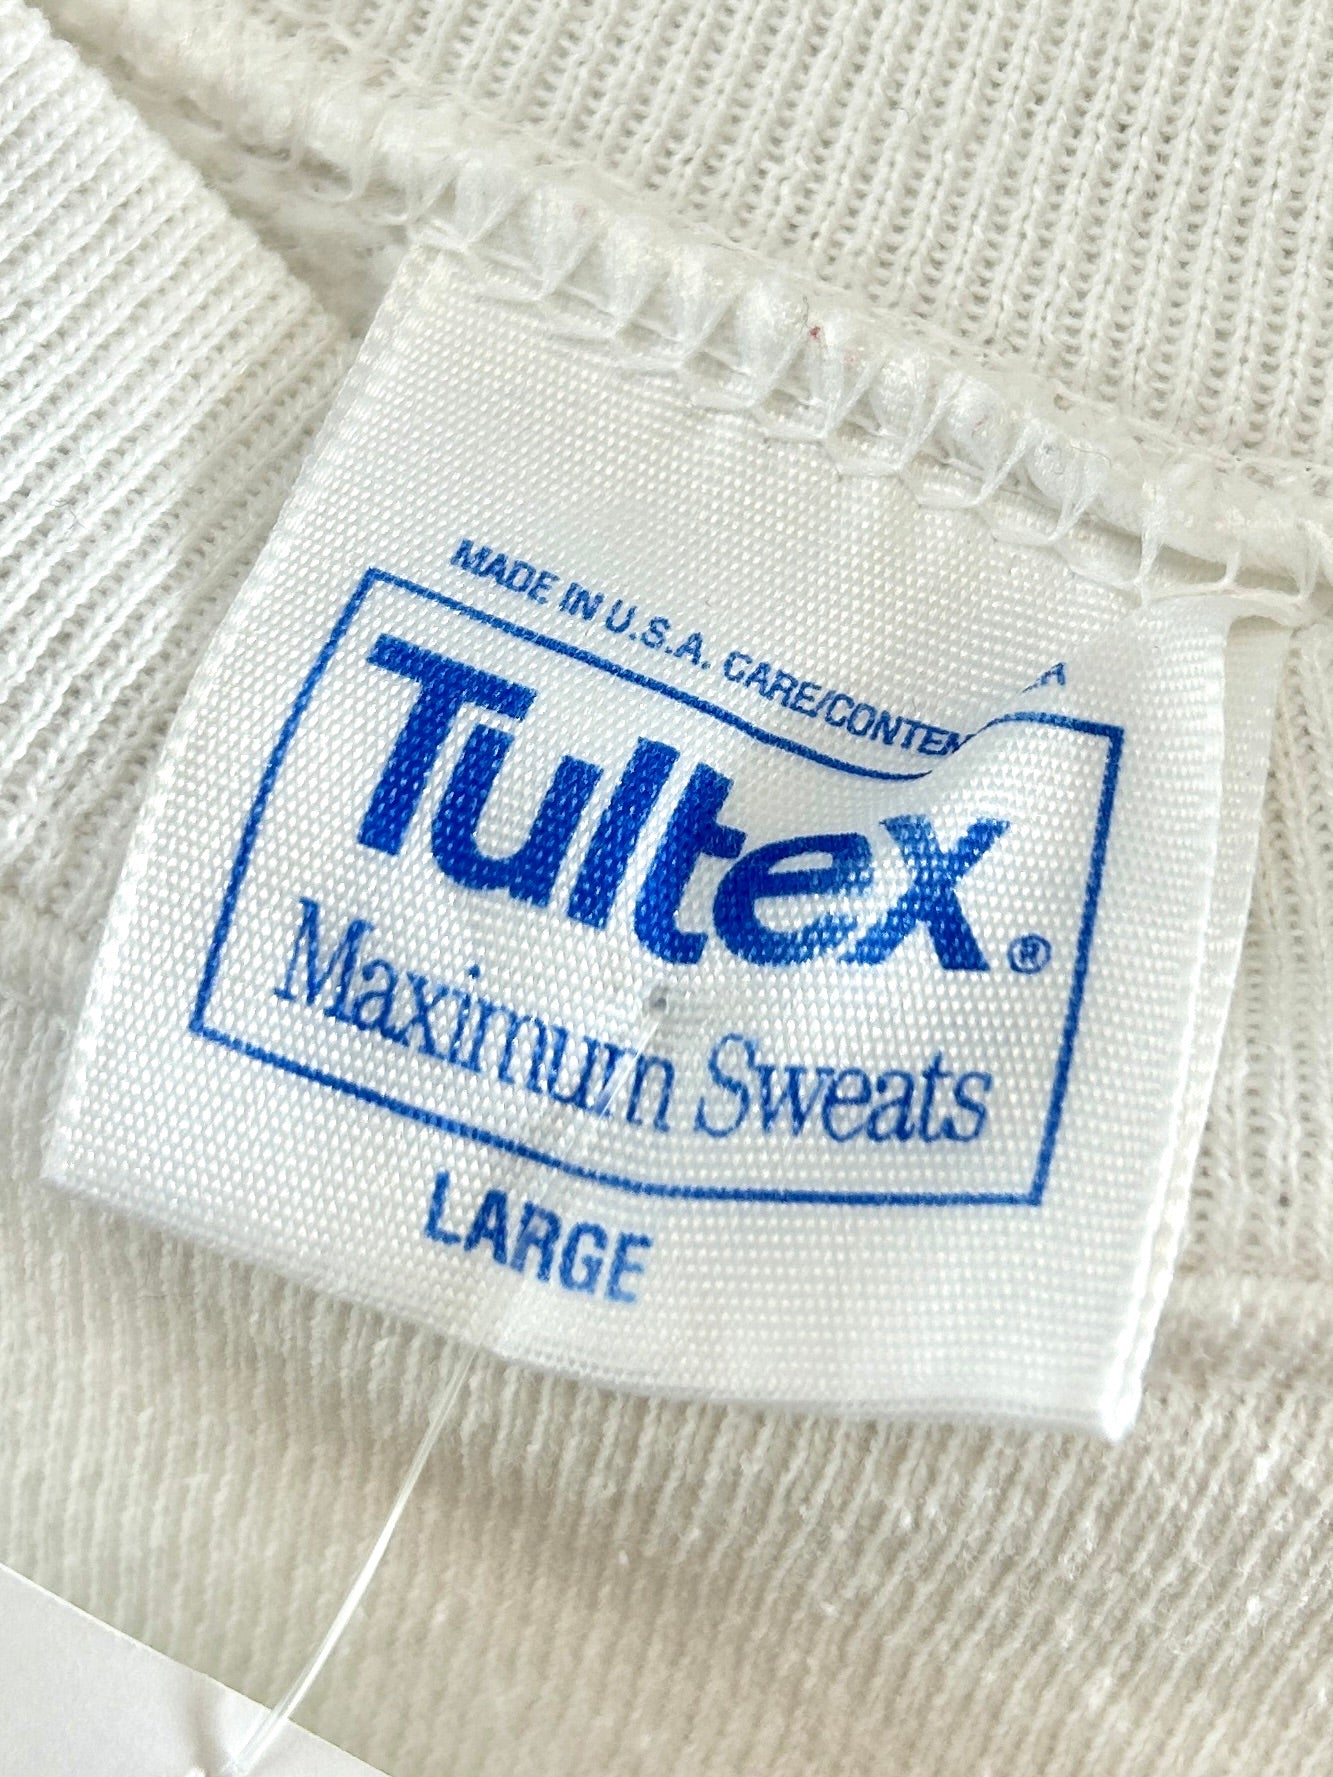 MADE IN U.S.A. CARE/CONTEN
Tultex®
Maximum Sweats
LARGE